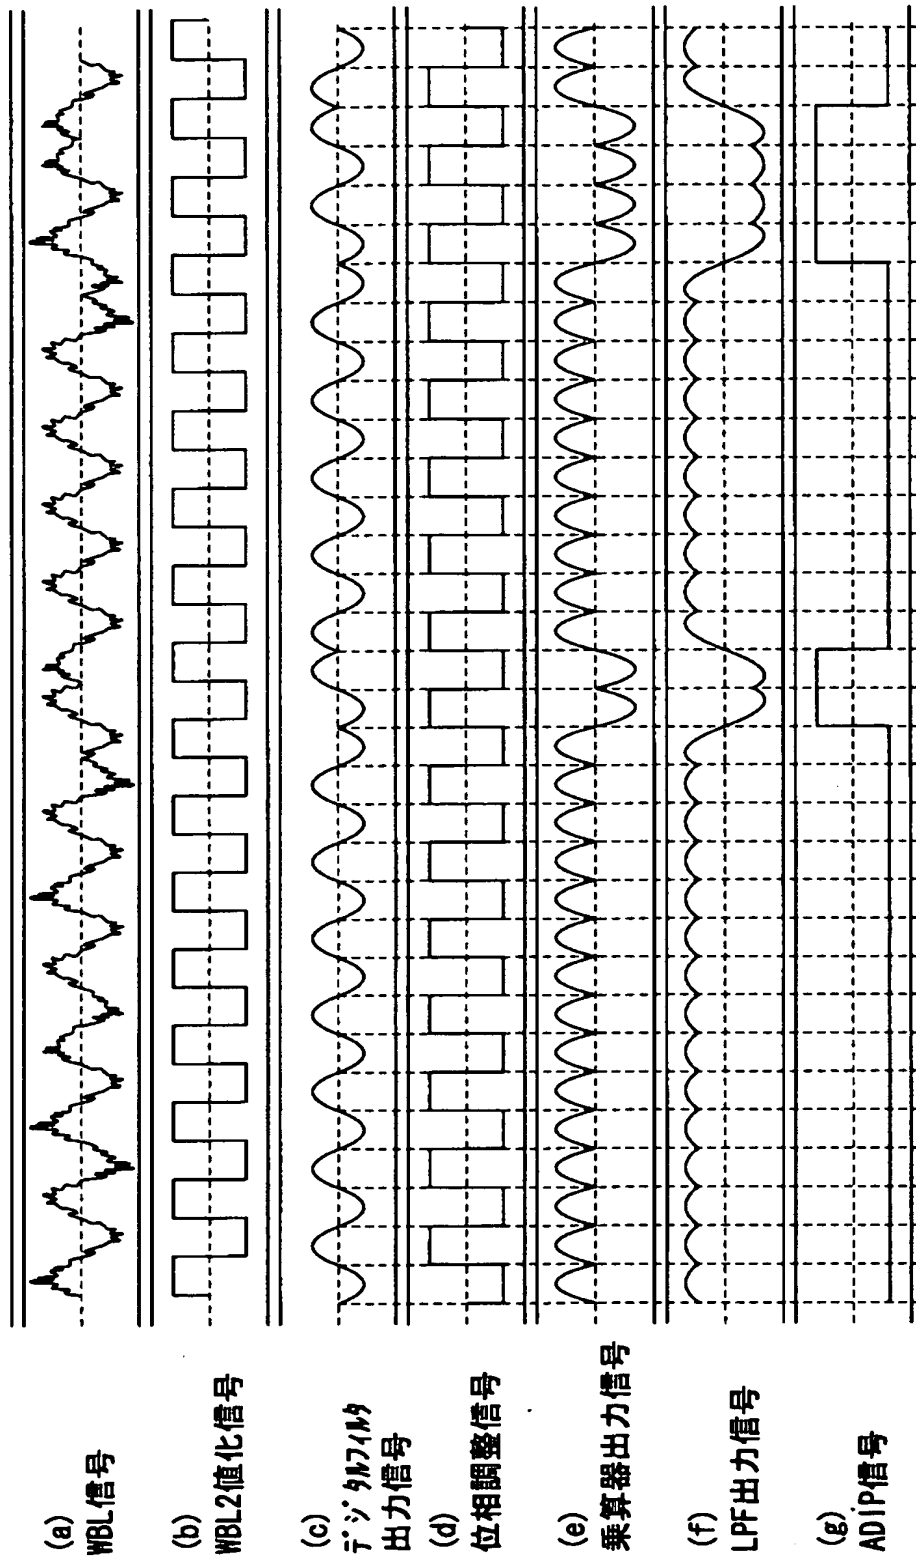 (a)
WBL信号
(b)
WBL2値化信号
(c)
ﾃﾞｼﾞﾀﾙﾌｨﾙﾀ
出力信号
(d)
位相調整信号
(e)
乗算器出力信号
(f)
LPF出力信号
(g)
ADIP信号